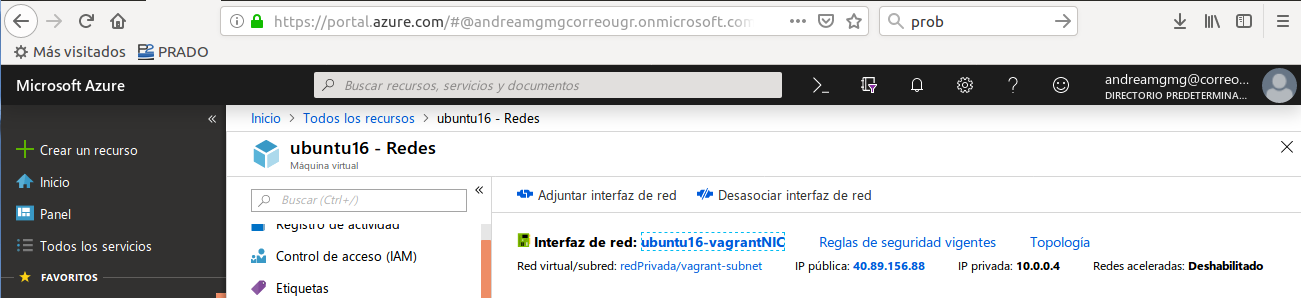 https://portal.azure.com/#@andreamgmgcorreougr.onmicrosoft.com
prob
Más visitados PRADO
Microsoft Azure
Buscar recursos, servicios y documentos
andreamgmg@correo...
DIRECTORIO PREDETERMINA...
Inicio > Todos los recursos > ubuntu16 - Redes
Crear un recurso
Inicio
Panel
Todos los servicios
FAVORITOS
ubuntu16 - Redes
Máquina virtual
Buscar (Ctrl+/)
Registro de actividad
Control de acceso (IAM)
Etiquetas
Adjuntar interfaz de red Desasociar interfaz de red
Interfaz de red: ubuntu16-vagrantNIC Reglas de seguridad vigentes Topología
Red virtual/subred: redPrivada/vagrant-subnet IP pública: 40.89.156.88 IP privada: 10.0.0.4 Redes aceleradas: Deshabilitado